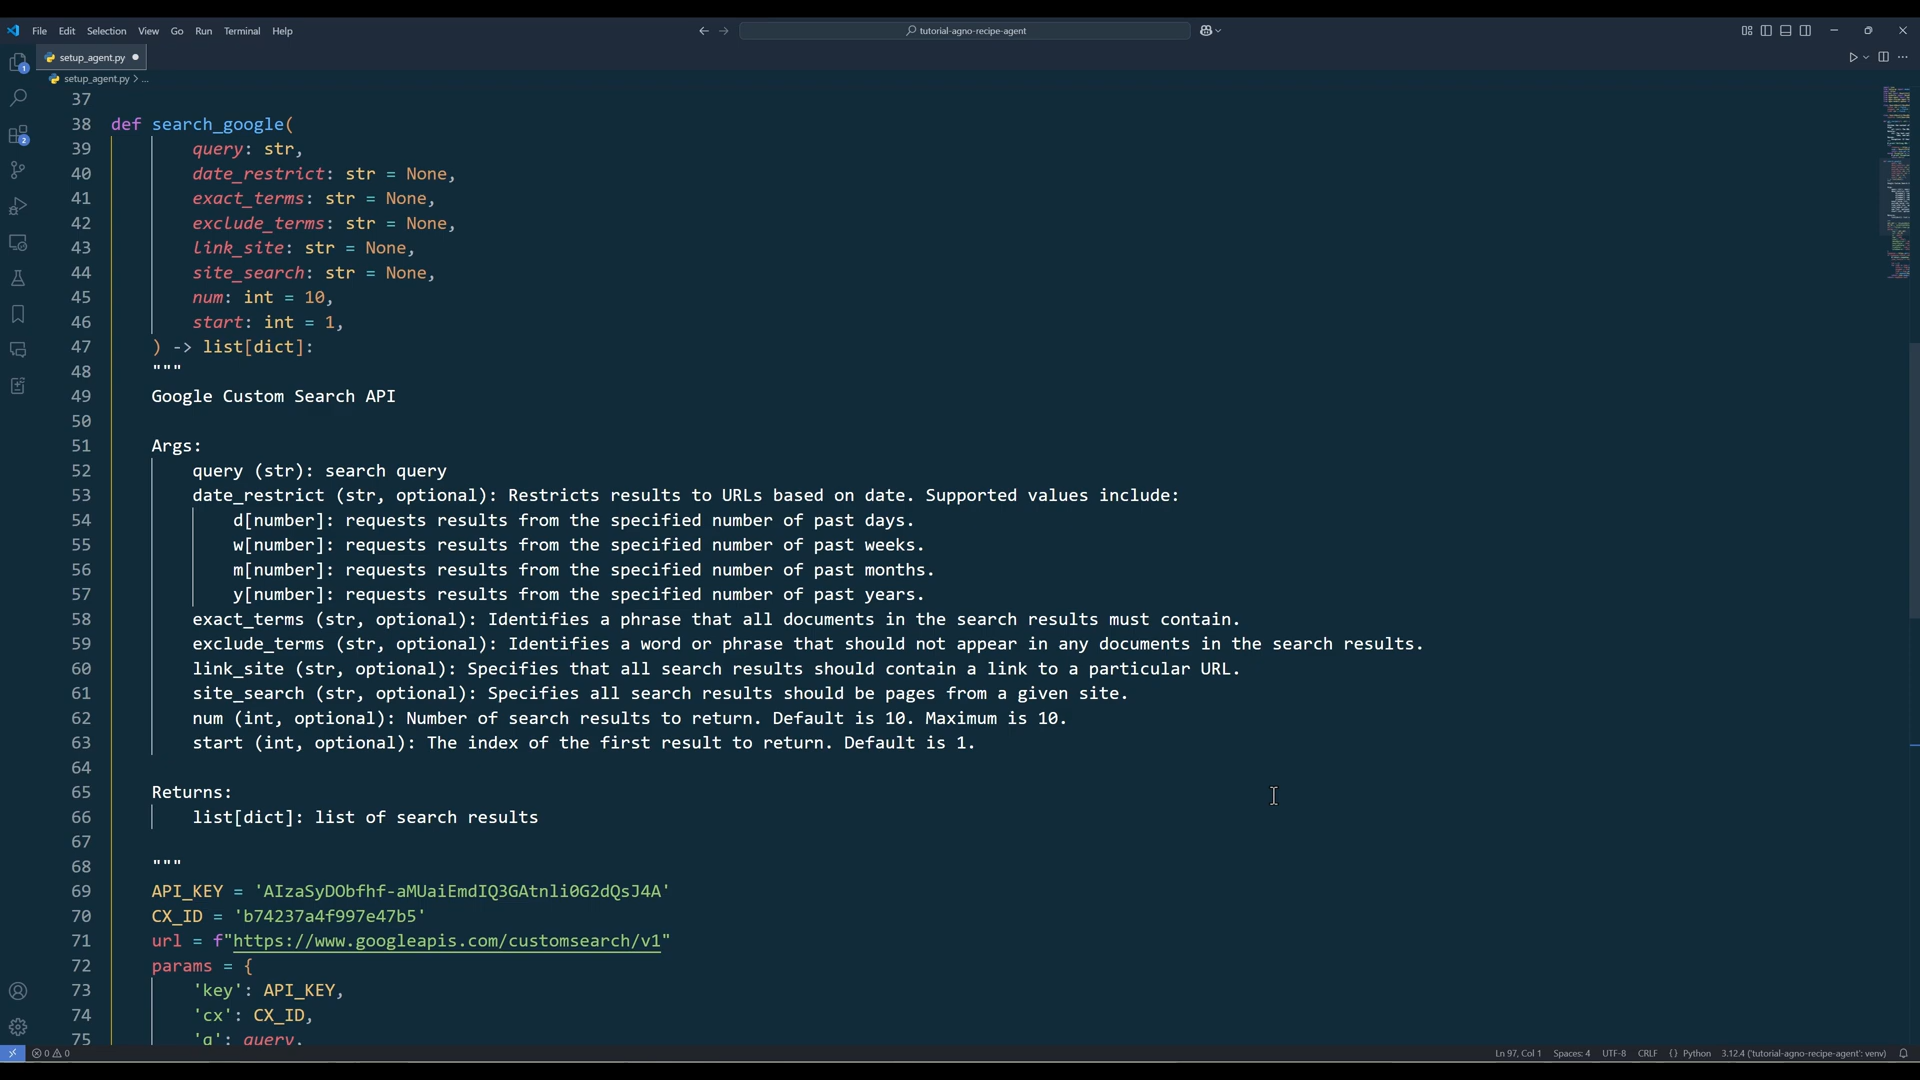 File Edit Selection View Go Run Terminal Help
tutorial-agno-recipe-agent
setup_agent.py
setup_agent.py > ...
37
38 def search_google(
39 query: str,
40 date_restrict: str = None,
41 exact_terms: str = None,
42 exclude_terms: str = None,
43 link_site: str = None,
44 site_search: str = None,
45 num: int = 10,
46 start: int = 1,
47 ) -> list[dict]:
48 """
49 Google Custom Search API
50
51 Args:
52 query (str): search query
53 date_restrict (str, optional): Restricts results to URLs based on date. Supported values include:
54 d[number]: requests results from the specified number of past days.
55 w[number]: requests results from the specified number of past weeks.
56 m[number]: requests results from the specified number of past months.
57 y[number]: requests results from the specified number of past years.
58 exact_terms (str, optional): Identifies a phrase that all documents in the search results must contain.
59 exclude_terms (str, optional): Identifies a word or phrase that should not appear in any documents in the search results.
60 link_site (str, optional): Specifies that all search results should contain a link to a particular URL.
61 site_search (str, optional): Specifies all search results should be pages from a given site.
62 num (int, optional): Number of search results to return. Default is 10. Maximum is 10.
63 start (int, optional): The index of the first result to return. Default is 1.
64
65 Returns:
66 list[dict]: list of search results
67
68 """
69 API_KEY = 'AIzaSyDObfhf-aMUaiEmdIQ3GAtnli0G2dQsJ4A'
70 CX_ID = 'b74237a4f997e47b5'
71 url = f"https://www.googleapis.com/customsearch/v1"
72 params = {
73 'key': API_KEY,
74 'cx': CX_ID,
75 'q': query,
0 0 Ln 97, Col 1 Spaces: 4 UTF-8 CRLF {} Python 3.12.4 ('tutorial-agno-recipe-agent': venv)